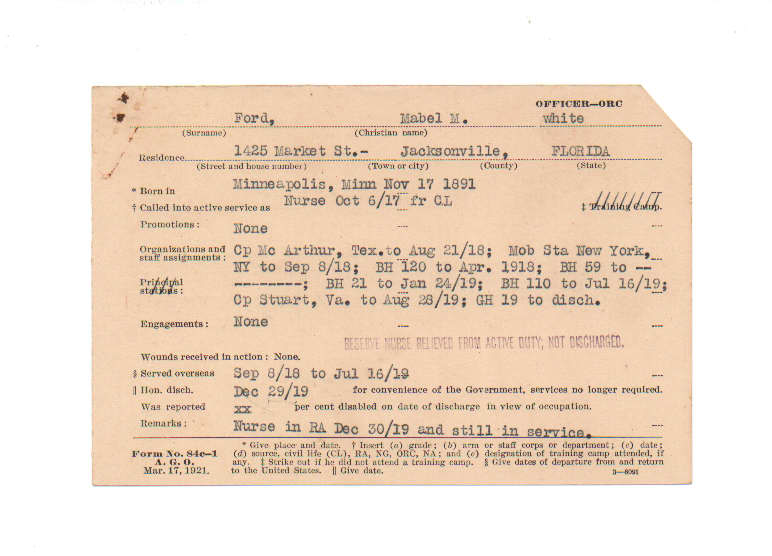 OFFICER—ORC
Ford, Mabel M. white
(Surname) (Christian name)
Residence 1425 Market St.- Jacksonville, FLORIDA
(Street and house number) (Town or city) (County) (State)
* Born in Minneapolis, Minn Nov 17 1891
† Called into active service as Nurse Oct 6/17 fr CL ‡ Training Camp.
Promotions: None
Organizations and staff assignments: Cp Mc Arthur, Tex.to Aug 21/18; Mob Sta New York,
NY to Sep 8/18; BH 120 to Apr. 1918; BH 59 to --
Principal stations: --------; BH 21 to Jan 24/19; BH 110 to Jul 16/19;
Cp Stuart, Va. to Aug 28/19; GH 19 to disch.
Engagements: None
RESERVE NURSE RELIEVED FROM ACTIVE DUTY; NOT DISCHARGED.
Wounds received in action: None.
§ Served overseas Sep 8/18 to Jul 16/19
‖ Hon. disch. Dec 29/19 for convenience of the Government, services no longer required.
Was reported xx per cent disabled on date of discharge in view of occupation.
Remarks: Nurse in RA Dec 30/19 and still in service.
Form No. 84c-1
A. G. O.
Mar. 17, 1921.
* Give place and date. † Insert (a) grade; (b) arm or staff corps or department; (c) date;
(d) source, civil life (CL), RA, NG, ORC, NA; and (e) designation of training camp attended, if
any. ‡ Strike out if he did not attend a training camp. § Give dates of departure from and return
to the United States. ‖ Give date. 3—8091